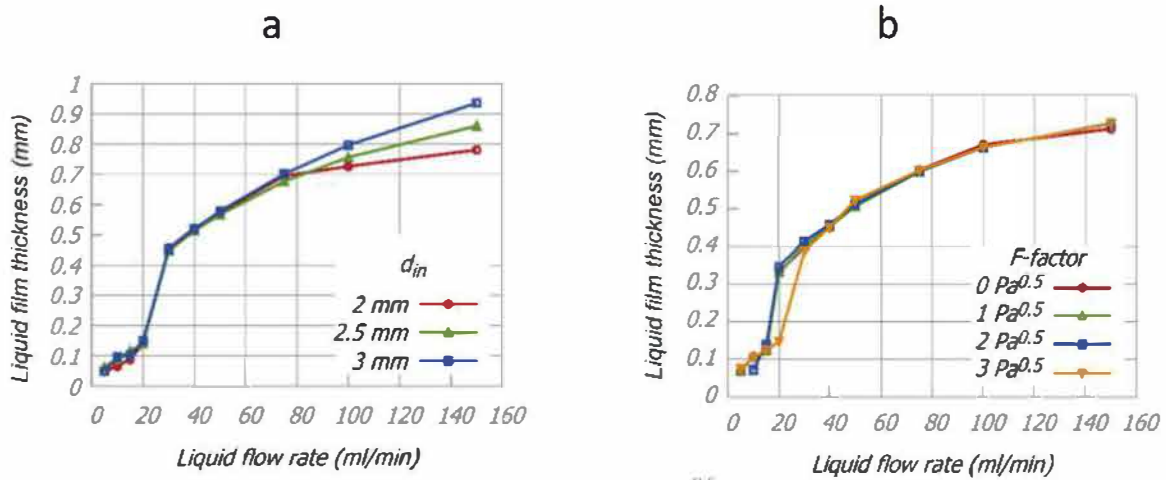 a
1
0.9
0.8
0.7
0.6
0.5
0.4
0.3
0.2
0.1
0
0 20 40 60 80 100 120 140 160
Liquid film thickness (mm)
Liquid flow rate (ml/min)
d_in
2 mm
2.5 mm
3 mm
b
0.8
0.7
0.6
0.5
0.4
0.3
0.2
0.1
0
0 20 40 60 80 100 120 140 160
Liquid film thickness (mm)
Liquid flow rate (ml/min)
F-factor
0 Pa^0.5
1 Pa^0.5
2 Pa^0.5
3 Pa^0.5